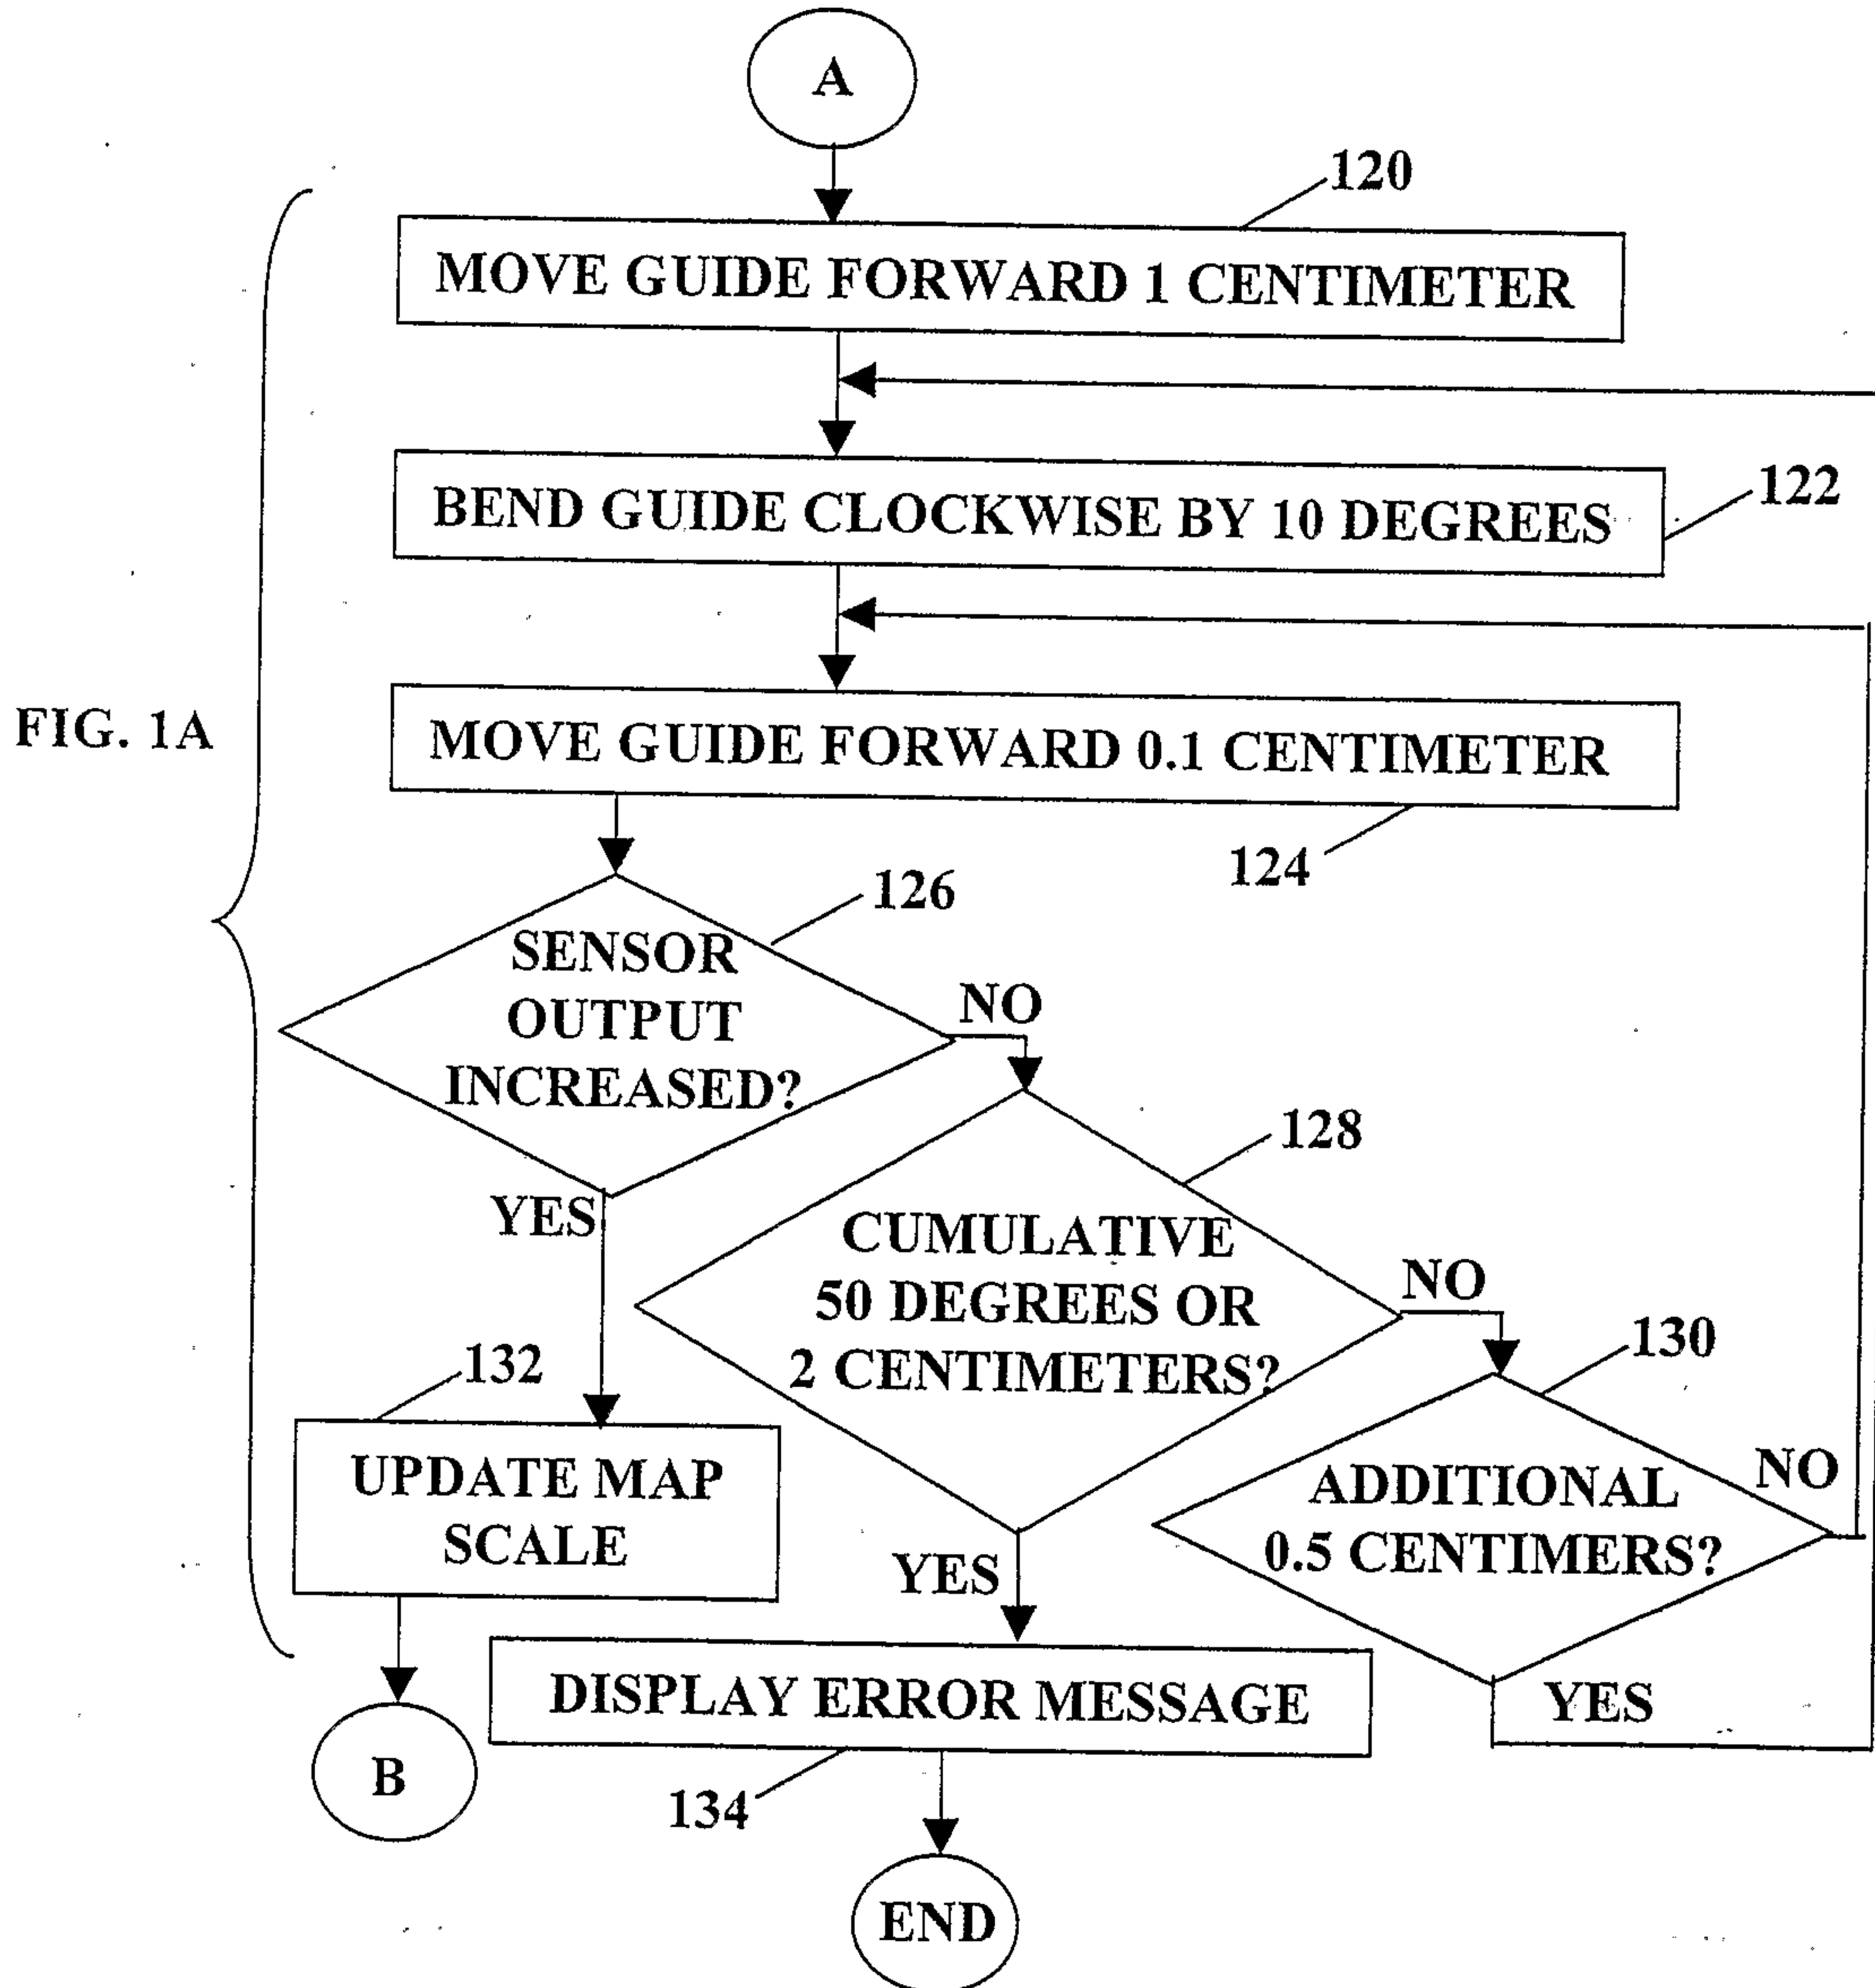 A
120
MOVE GUIDE FORWARD 1 CENTIMETER
BEND GUIDE CLOCKWISE BY 10 DEGREES
122
FIG. 1A
MOVE GUIDE FORWARD 0.1 CENTIMETER
124
126
SENSOR
OUTPUT
INCREASED?
NO
YES
128
CUMULATIVE
50 DEGREES OR
2 CENTIMETERS?
NO
130
132
UPDATE MAP
SCALE
YES
ADDITIONAL
0.5 CENTIMERS?
NO
YES
DISPLAY ERROR MESSAGE
134
B
END